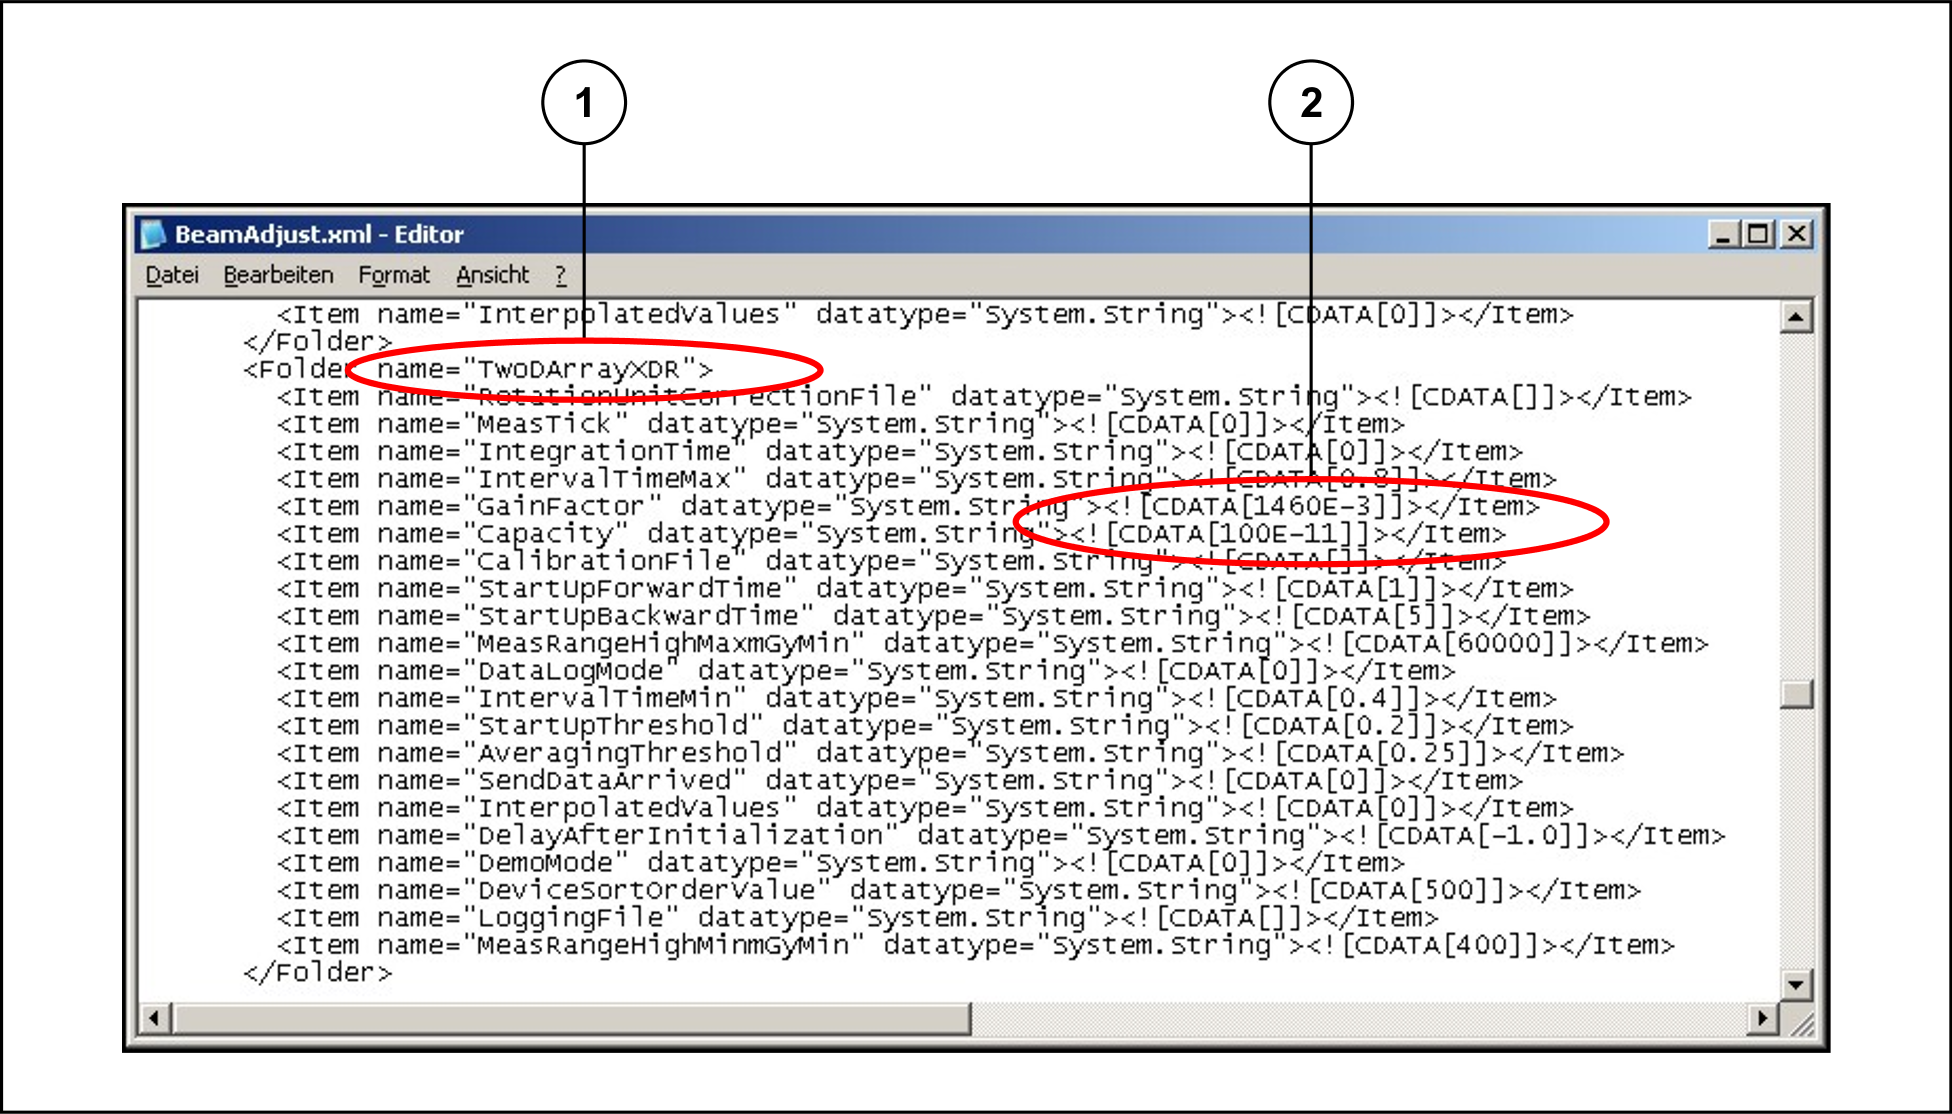 1
2
BeamAdjust.xml - Editor
Datei Bearbeiten Format Ansicht ?
<Item name="InterpolatedValues" datatype="System.String"><![CDATA[0]]></Item>
</Folder>
<Folder name="TwoDArrayXDR">
<Item name="RotationUnitCorrectionFile" datatype="System.String"><![CDATA[]]></Item>
<Item name="MeasTick" datatype="System.String"><![CDATA[0]]></Item>
<Item name="IntegrationTime" datatype="System.String"><![CDATA[0]]></Item>
<Item name="IntervalTimeMax" datatype="System.String"><![CDATA[0.8]]></Item>
<Item name="GainFactor" datatype="System.String"><![CDATA[1460E-3]]></Item>
<Item name="Capacity" datatype="System.String"><![CDATA[100E-11]]></Item>
<Item name="CalibrationFile" datatype="System.String"><![CDATA[]]></Item>
<Item name="StartUpForwardTime" datatype="System.String"><![CDATA[1]]></Item>
<Item name="StartUpBackwardTime" datatype="System.String"><![CDATA[5]]></Item>
<Item name="MeasRangeHighMaxmGyMin" datatype="System.String"><![CDATA[60000]]></Item>
<Item name="DataLogMode" datatype="System.String"><![CDATA[0]]></Item>
<Item name="IntervalTimeMin" datatype="System.String"><![CDATA[0.4]]></Item>
<Item name="StartUpThreshold" datatype="System.String"><![CDATA[0.2]]></Item>
<Item name="AveragingThreshold" datatype="System.String"><![CDATA[0.25]]></Item>
<Item name="SendDataArrived" datatype="System.String"><![CDATA[0]]></Item>
<Item name="InterpolatedValues" datatype="System.String"><![CDATA[0]]></Item>
<Item name="DelayAfterInitialization" datatype="System.String"><![CDATA[-1.0]]></Item>
<Item name="DemoMode" datatype="System.String"><![CDATA[0]]></Item>
<Item name="DeviceSortOrderValue" datatype="System.String"><![CDATA[500]]></Item>
<Item name="LoggingFile" datatype="System.String"><![CDATA[]]></Item>
<Item name="MeasRangeHighMinmGyMin" datatype="System.String"><![CDATA[400]]></Item>
</Folder>